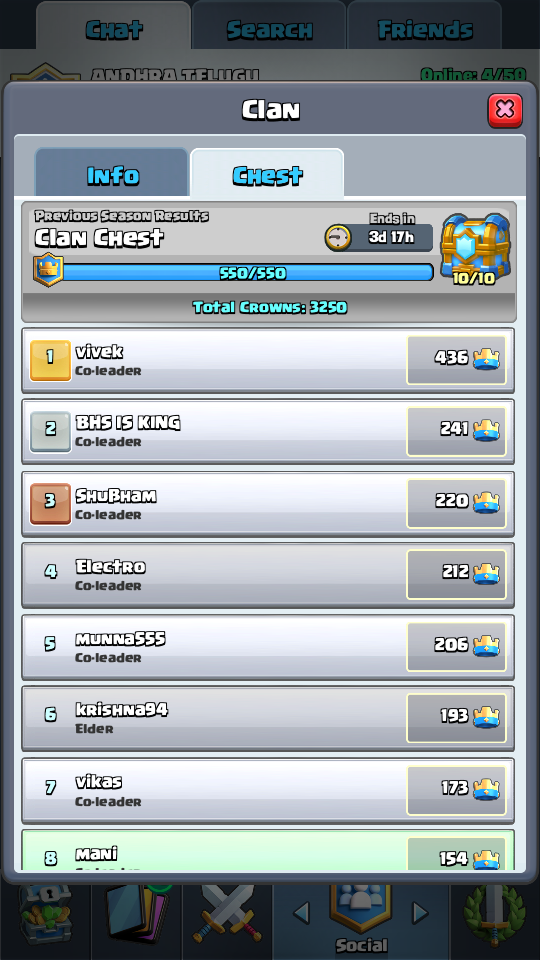 Chat
Search
Friends
ANDHRA TELUGU
Online: 4/50
Clan
Info
Chest
Previous Season Results
Clan Chest
Ends in
3d 17h
550/550
10/10
Total Crowns: 3250
1
vivek
Co-leader
436
2
BHS IS KING
Co-leader
241
3
ShuBham
Co-leader
220
4
Electro
Co-leader
212
5
munna555
Co-leader
206
6
krishna94
Elder
193
7
vikas
Co-leader
173
8
Mani
154
Social